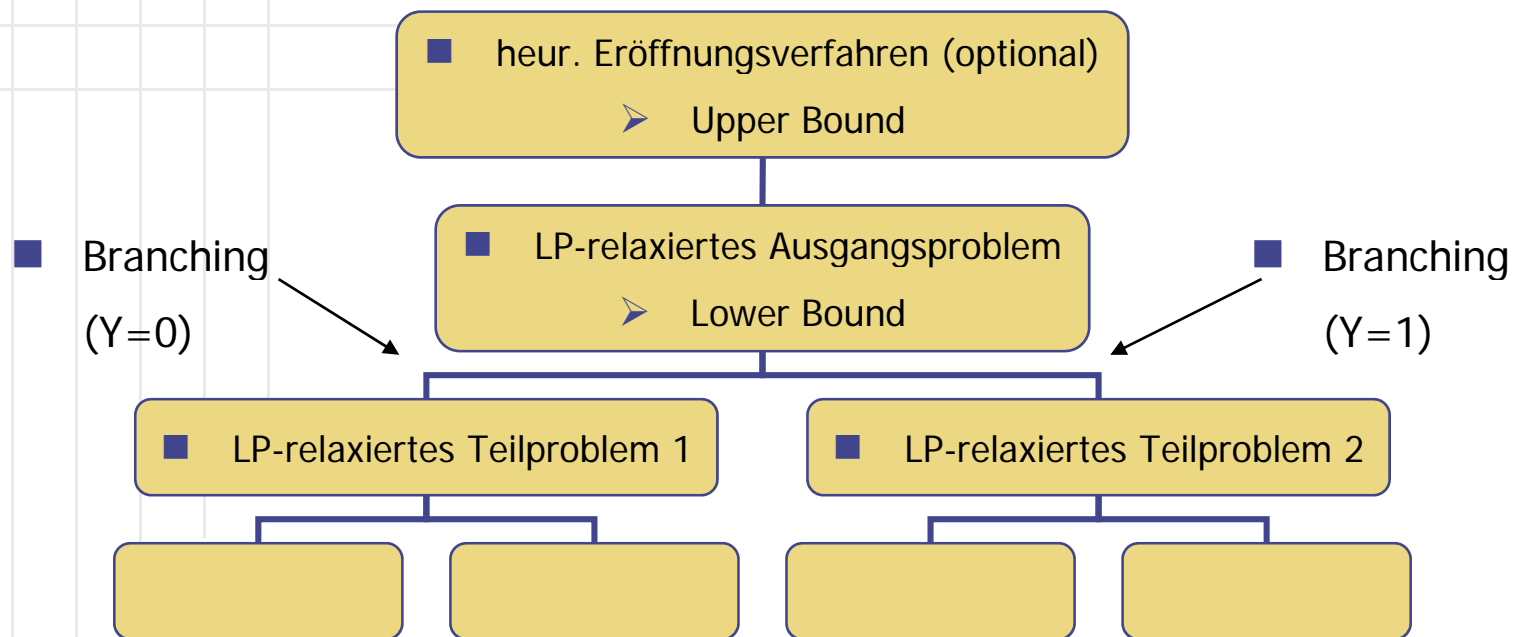 heur. Eröffnungsverfahren (optional)
Upper Bound
LP-relaxiertes Ausgangsproblem
Lower Bound
Branching
(Y=0)
Branching
(Y=1)
LP-relaxiertes Teilproblem 1
LP-relaxiertes Teilproblem 2